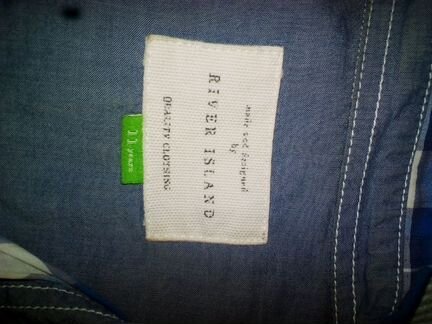 made and designed
by
RIVER ISLAND
QUALITY CLOTHING
11 years